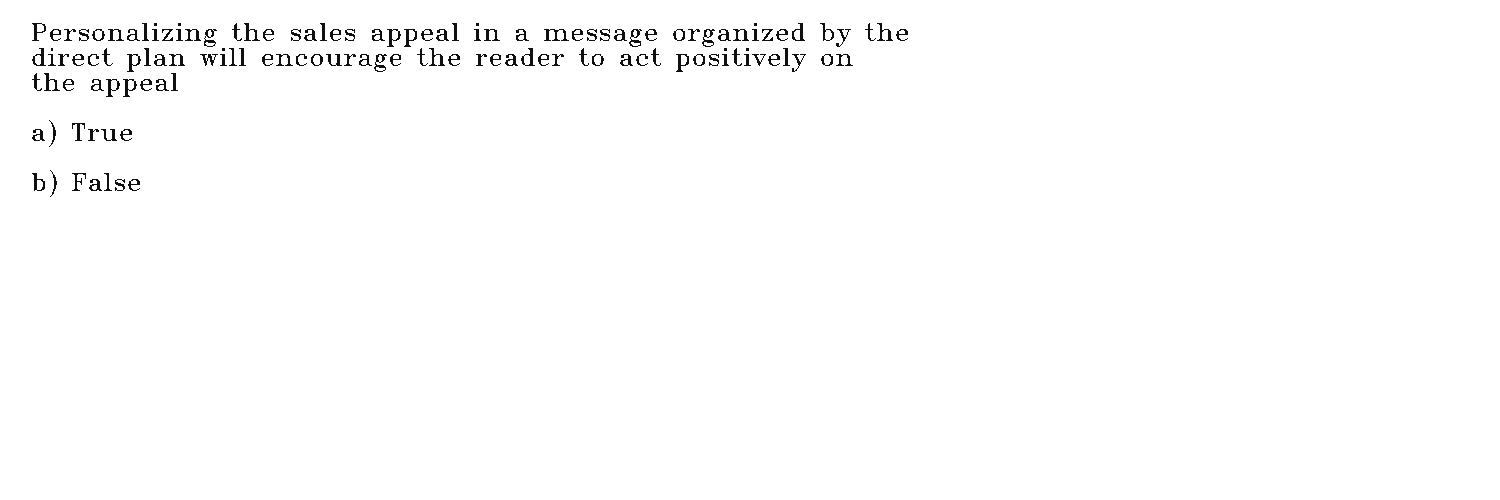 Personalizing the sales appeal in a message organized by the
direct plan will encourage the reader to act positively on
the appeal
a) True
b) False